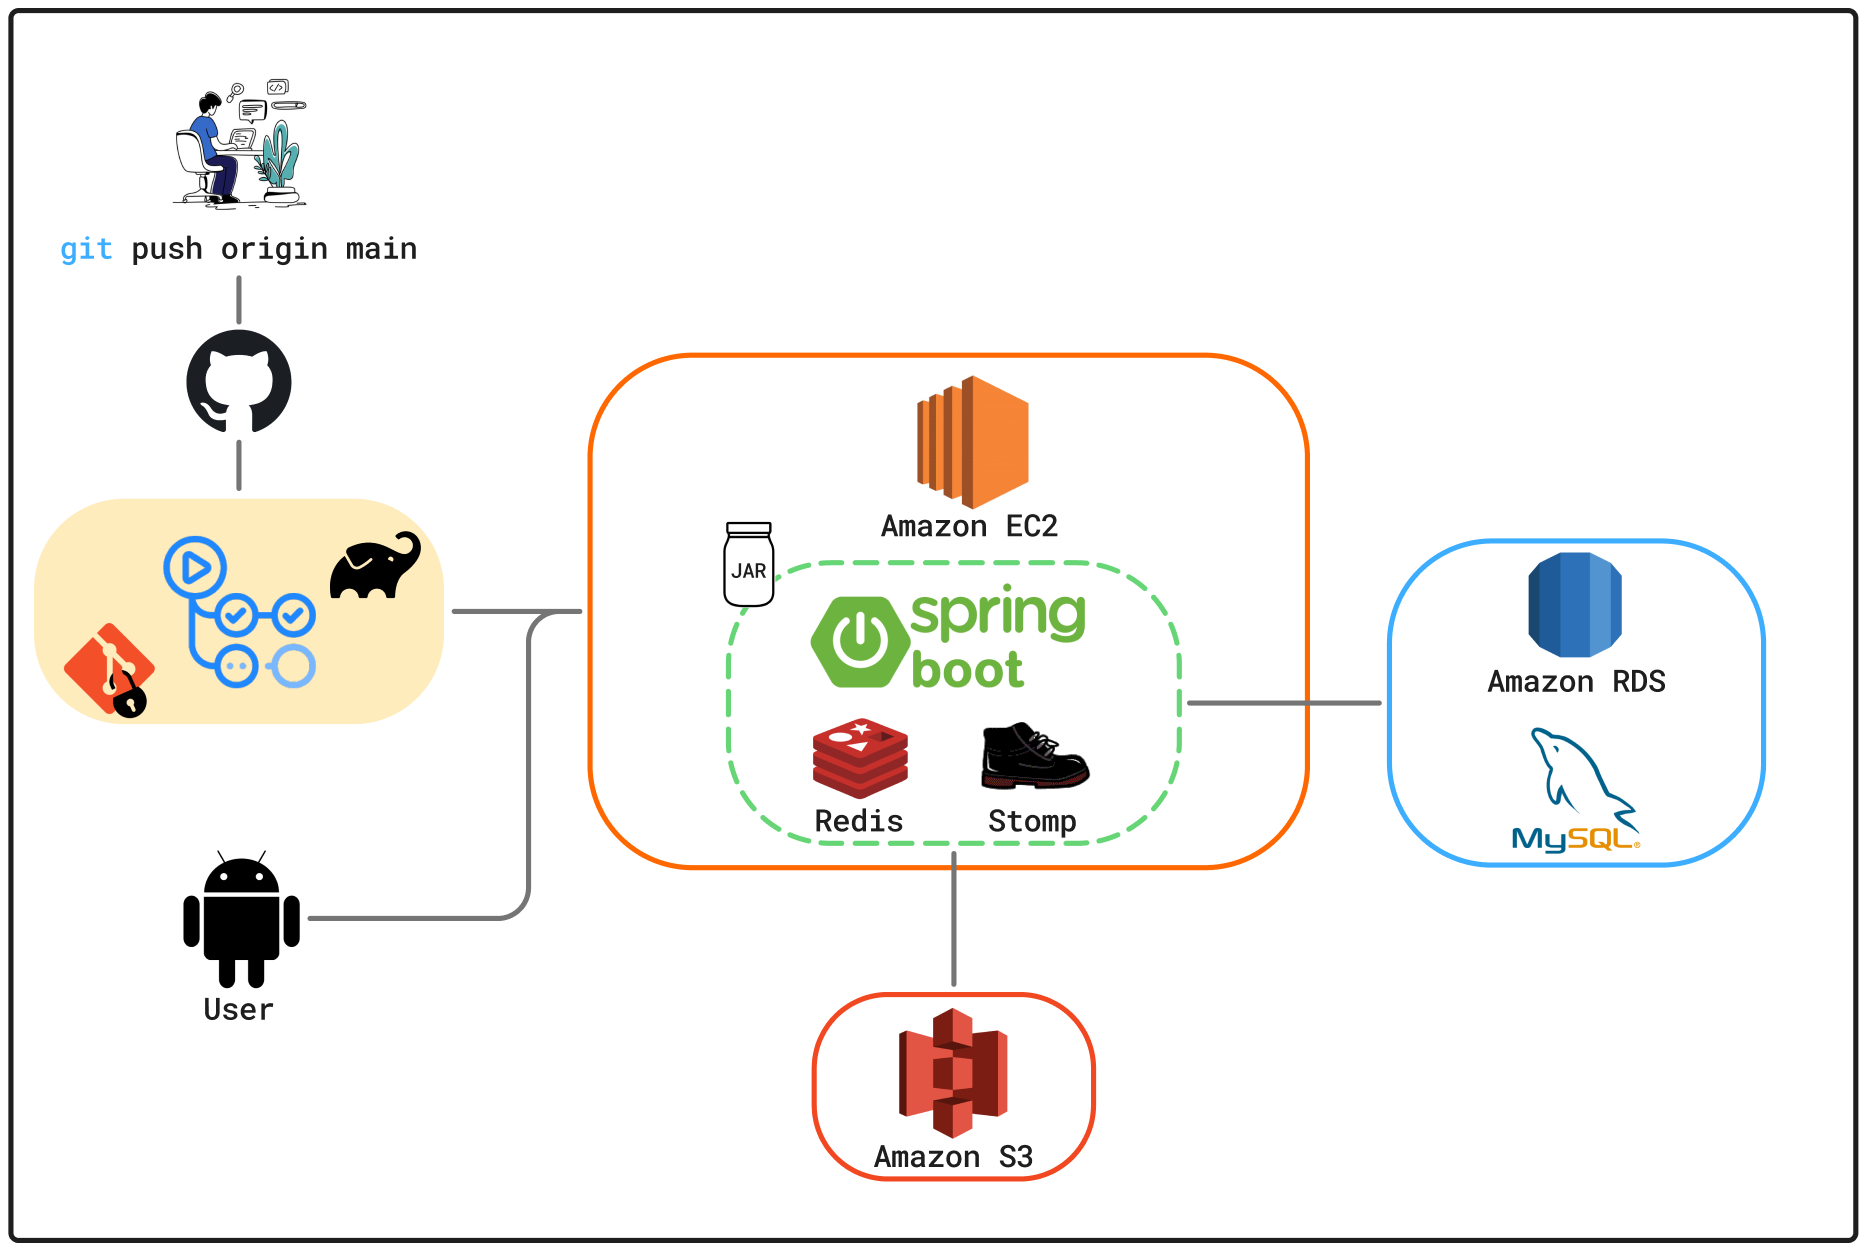 git push origin main
Amazon EC2
JAR
spring
boot
Redis
Stomp
Amazon RDS
MySQL®
User
Amazon S3